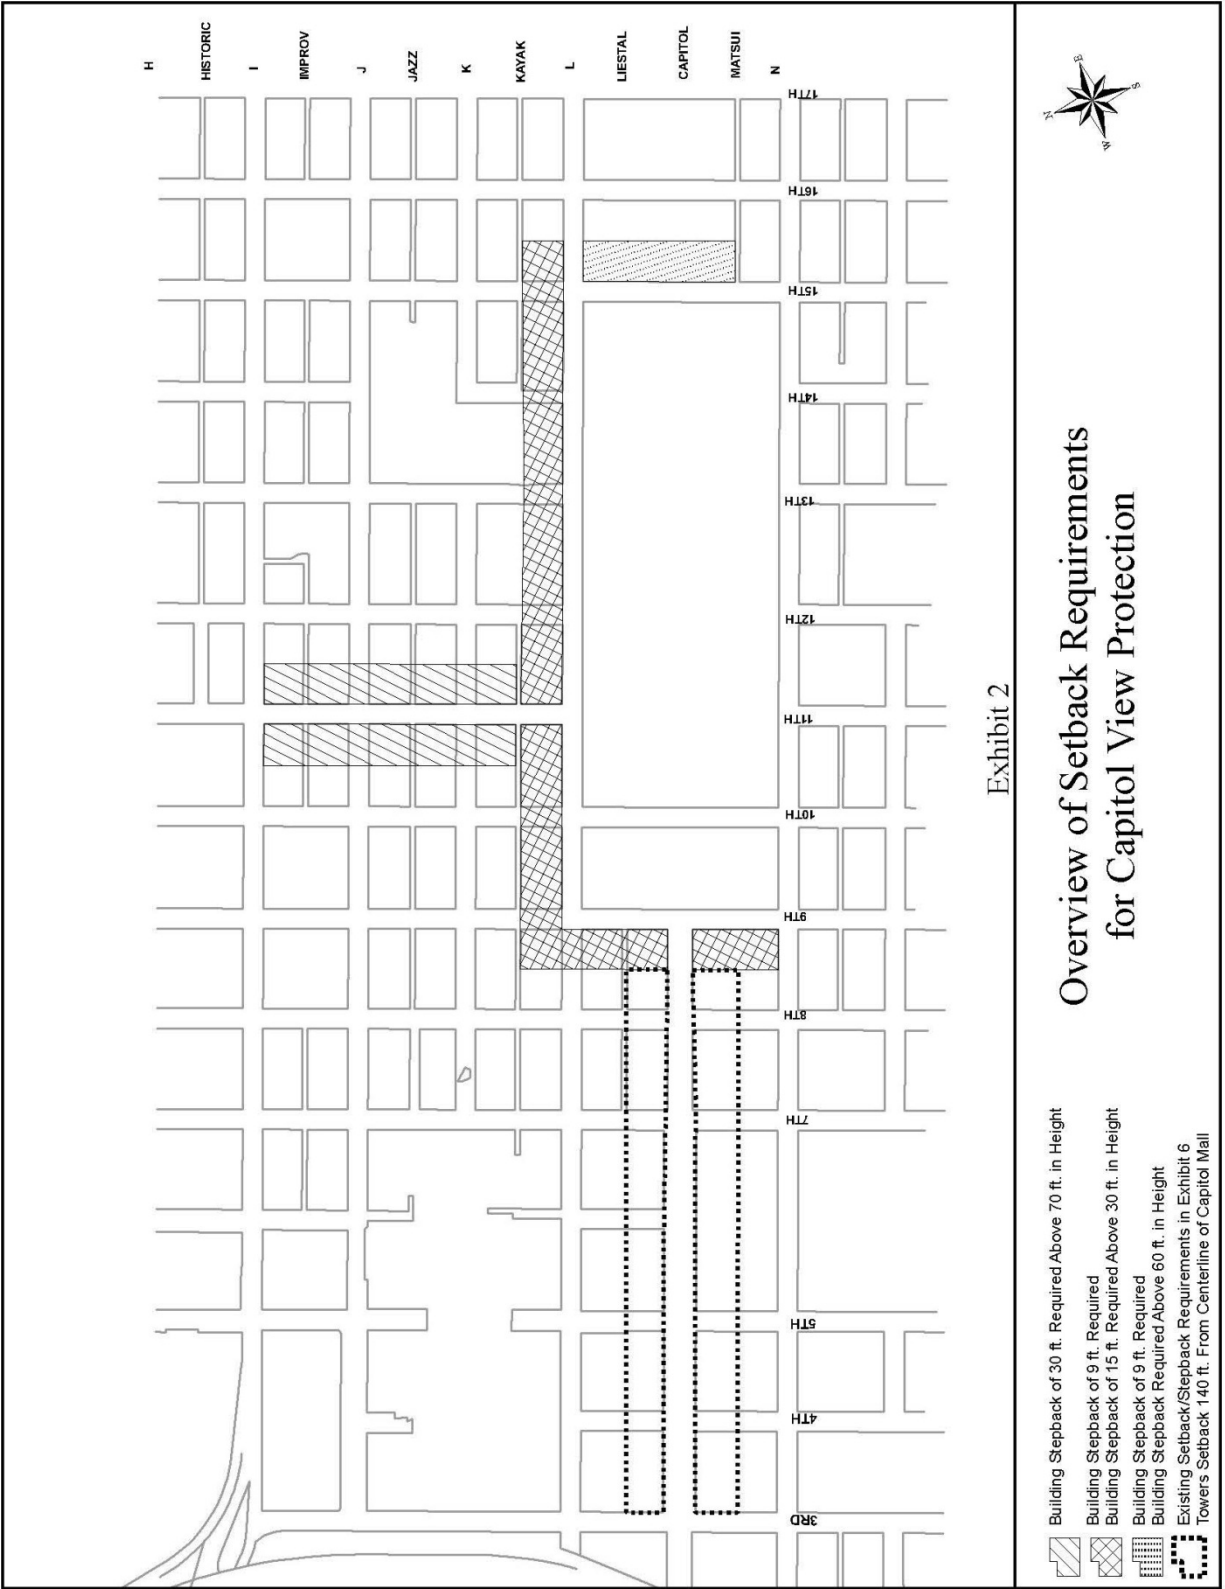 H
HISTORIC
I
IMPROV
J
JAZZ
K
KAYAK
L
LIESTAL
CAPITOL
MATSUI
N
3RD
4TH
5TH
7TH
8TH
9TH
10TH
11TH
12TH
13TH
14TH
15TH
16TH
17TH
Exhibit 2
Building Stepback of 30 ft. Required Above 70 ft. in Height
Building Stepback of 9 ft. Required
Building Stepback of 15 ft. Required Above 30 ft. in Height
Building Stepback of 9 ft. Required
Building Stepback Required Above 60 ft. in Height
Existing Setback/Stepback Requirements in Exhibit 6
Towers Setback 140 ft. From Centerline of Capitol Mall
Overview of Setback Requirements
for Capitol View Protection
N
E
S
W